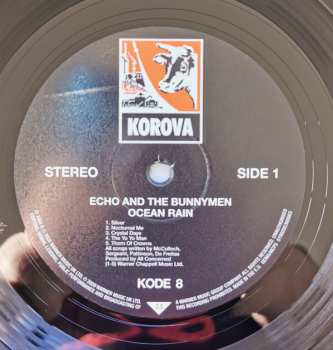 KOROVA
STEREO
SIDE 1
ECHO AND THE BUNNYMEN
OCEAN RAIN
1. Silver
2. Nocturnal Me
3. Crystal Days
4. The Yo Yo Man
5. Thorn Of Crowns
All songs written by McCulloch,
Sergeant, Pattinson, De Freitas
Produced by All Concerned
(1-5) Warner Chappell Music Ltd.
KODE 8